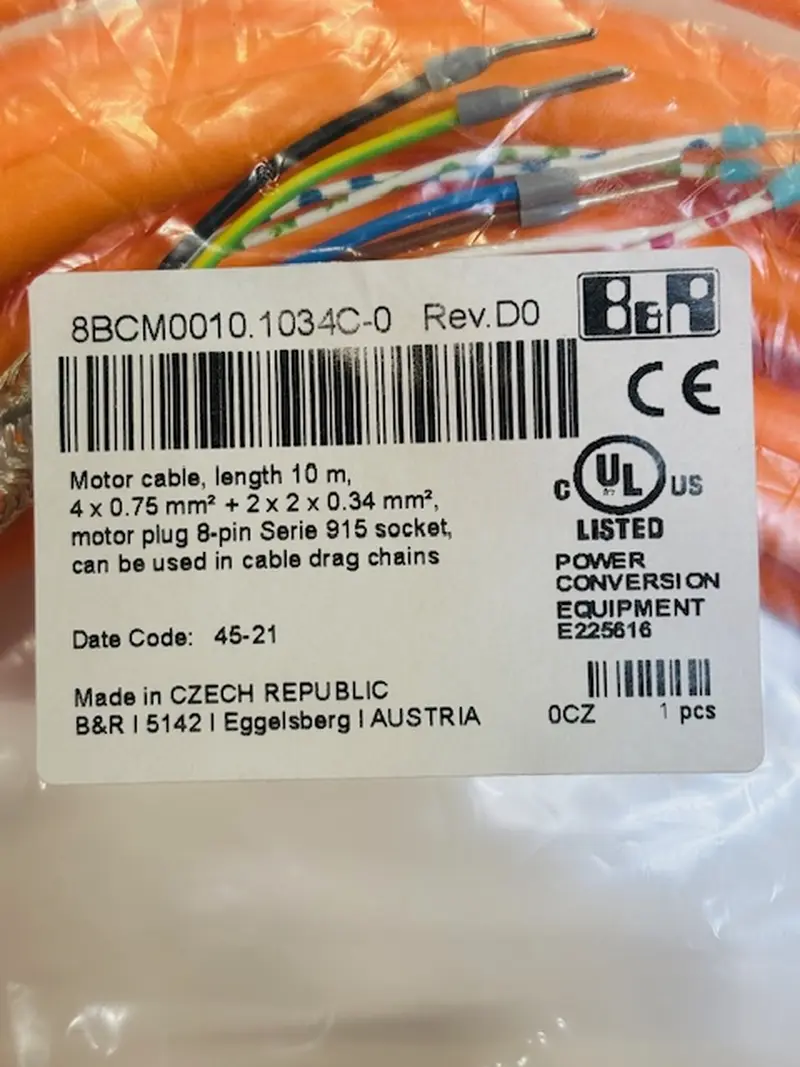 8BCM0010.1034C-0 Rev.D0
B&R
CE
Motor cable, length 10 m,
4 x 0.75 mm² + 2 x 2 x 0.34 mm²,
motor plug 8-pin Serie 915 socket,
can be used in cable drag chains
C UL US
LISTED
POWER
CONVERSION
EQUIPMENT
E225616
Date Code: 45-21
Made in CZECH REPUBLIC
B&R | 5142 | Eggelsberg | AUSTRIA
0CZ 1 pcs